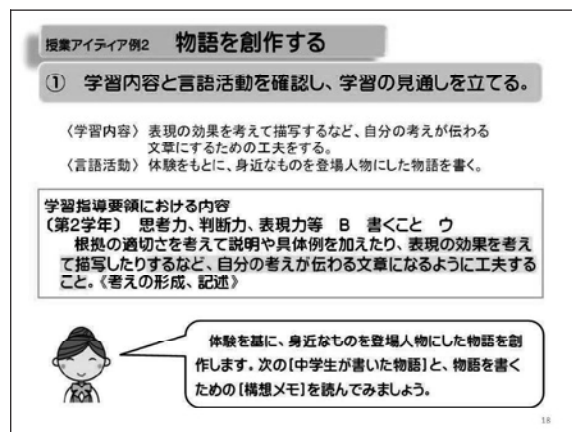 授業アイディア例2 物語を創作する
① 学習内容と言語活動を確認し、学習の見通しを立てる。
〈学習内容〉 表現の効果を考えて描写するなど、自分の考えが伝わる
文章にするための工夫をする。
〈言語活動〉 体験をもとに、身近なものを登場人物にした物語を書く。
学習指導要領における内容
(第2学年) 思考力、判断力、表現力等 B 書くこと ウ
根拠の適切さを考えて説明や具体例を加えたり、表現の効果を考え
て描写したりするなど、自分の考えが伝わる文章になるように工夫する
こと。《考えの形成、記述》
体験を基に、身近なものを登場人物にした物語を創
作します。次の[中学生が書いた物語]と、物語を書く
ための[構想メモ]を読んでみましょう。
18